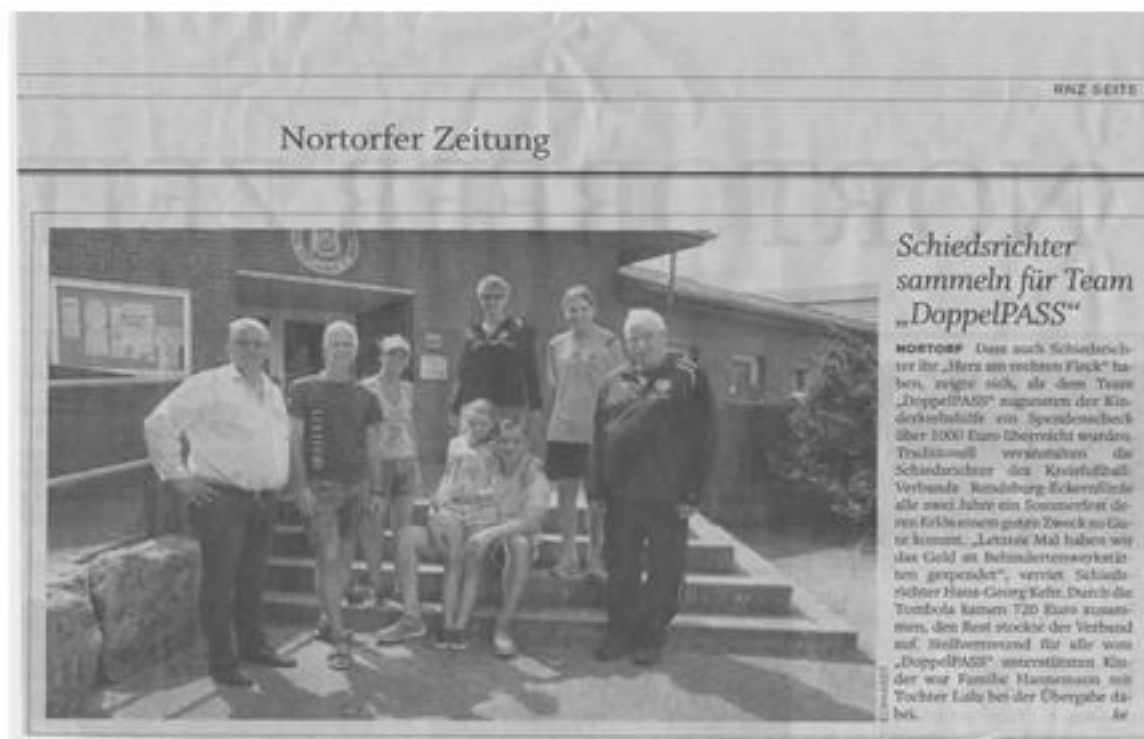 RNZ SEITE
Nortorfer Zeitung
Schiedsrichter
sammeln für Team
„DoppelPASS“
NORTORF Dass auch Schiedsrich-
ter ihr „Herz am rechten Fleck“ ha-
ben, zeigte sich, als dem Team
„DoppelPASS“ zugunsten der Kin-
derkrebshilfe ein Spendenscheck
über 1000 Euro überreicht wurden.
Traditionell veranstalten die
Schiedsrichter des Kreisfußball-
Verbands Rendsburg-Eckernförde
alle zwei Jahre ein Sommerfest de-
ren Erlös einem guten Zweck zu Gu-
te kommt. „Letztes Mal haben wir
das Geld an Behindertenwerkstät-
ten gespendet“, verriet Schieds-
richter Hans-Georg Kehr. Durch die
Tombola kamen 720 Euro zusam-
men, den Rest stockte der Verband
auf. Stellvertretend für alle vom
„DoppelPASS“ unterstützten Kin-
der war Familie Hannemann mit
Tochter Lala bei der Übergabe da-
bei.